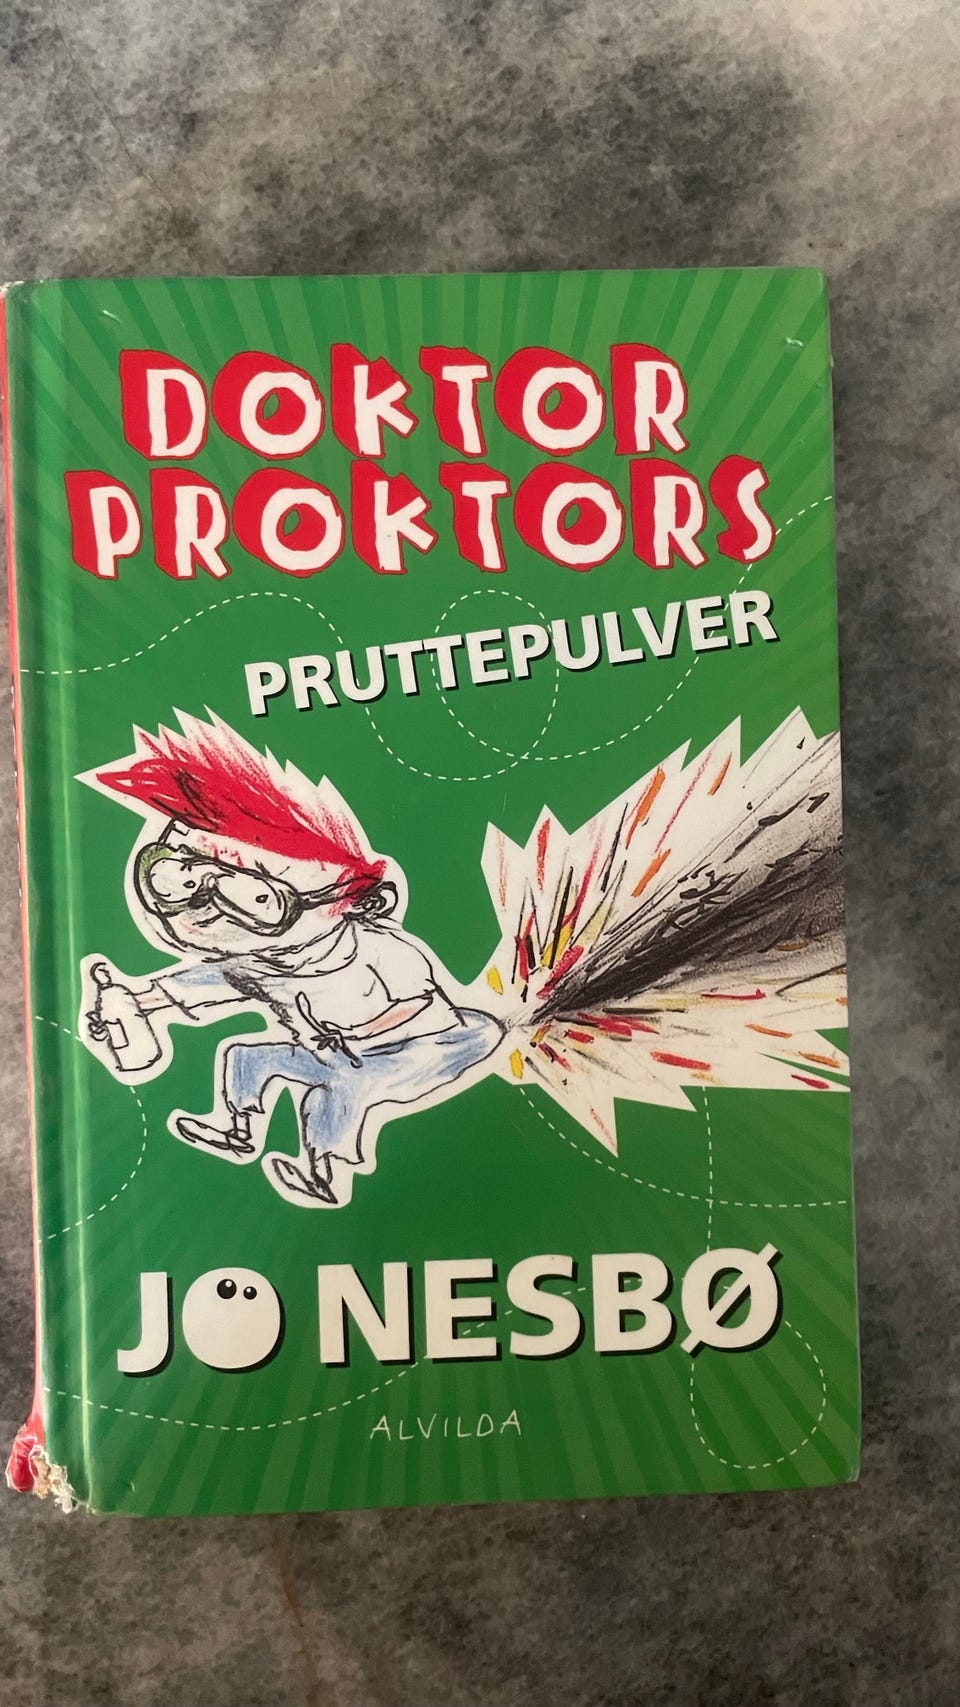 DOKTOR
PROKTORS
PRUTTEPULVER
JO NESBØ
ALVILDA